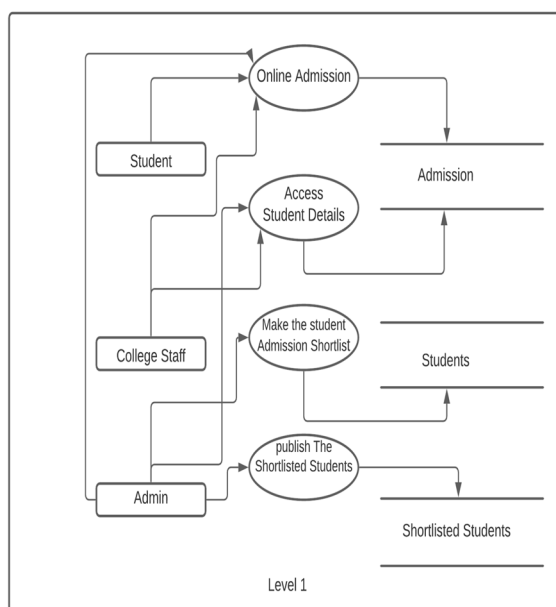 Online Admission
Student
Admission
Access
Student Details
College Staff
Make the student
Admission Shortlist
Students
publish The
Shortlisted Students
Admin
Shortlisted Students
Level 1